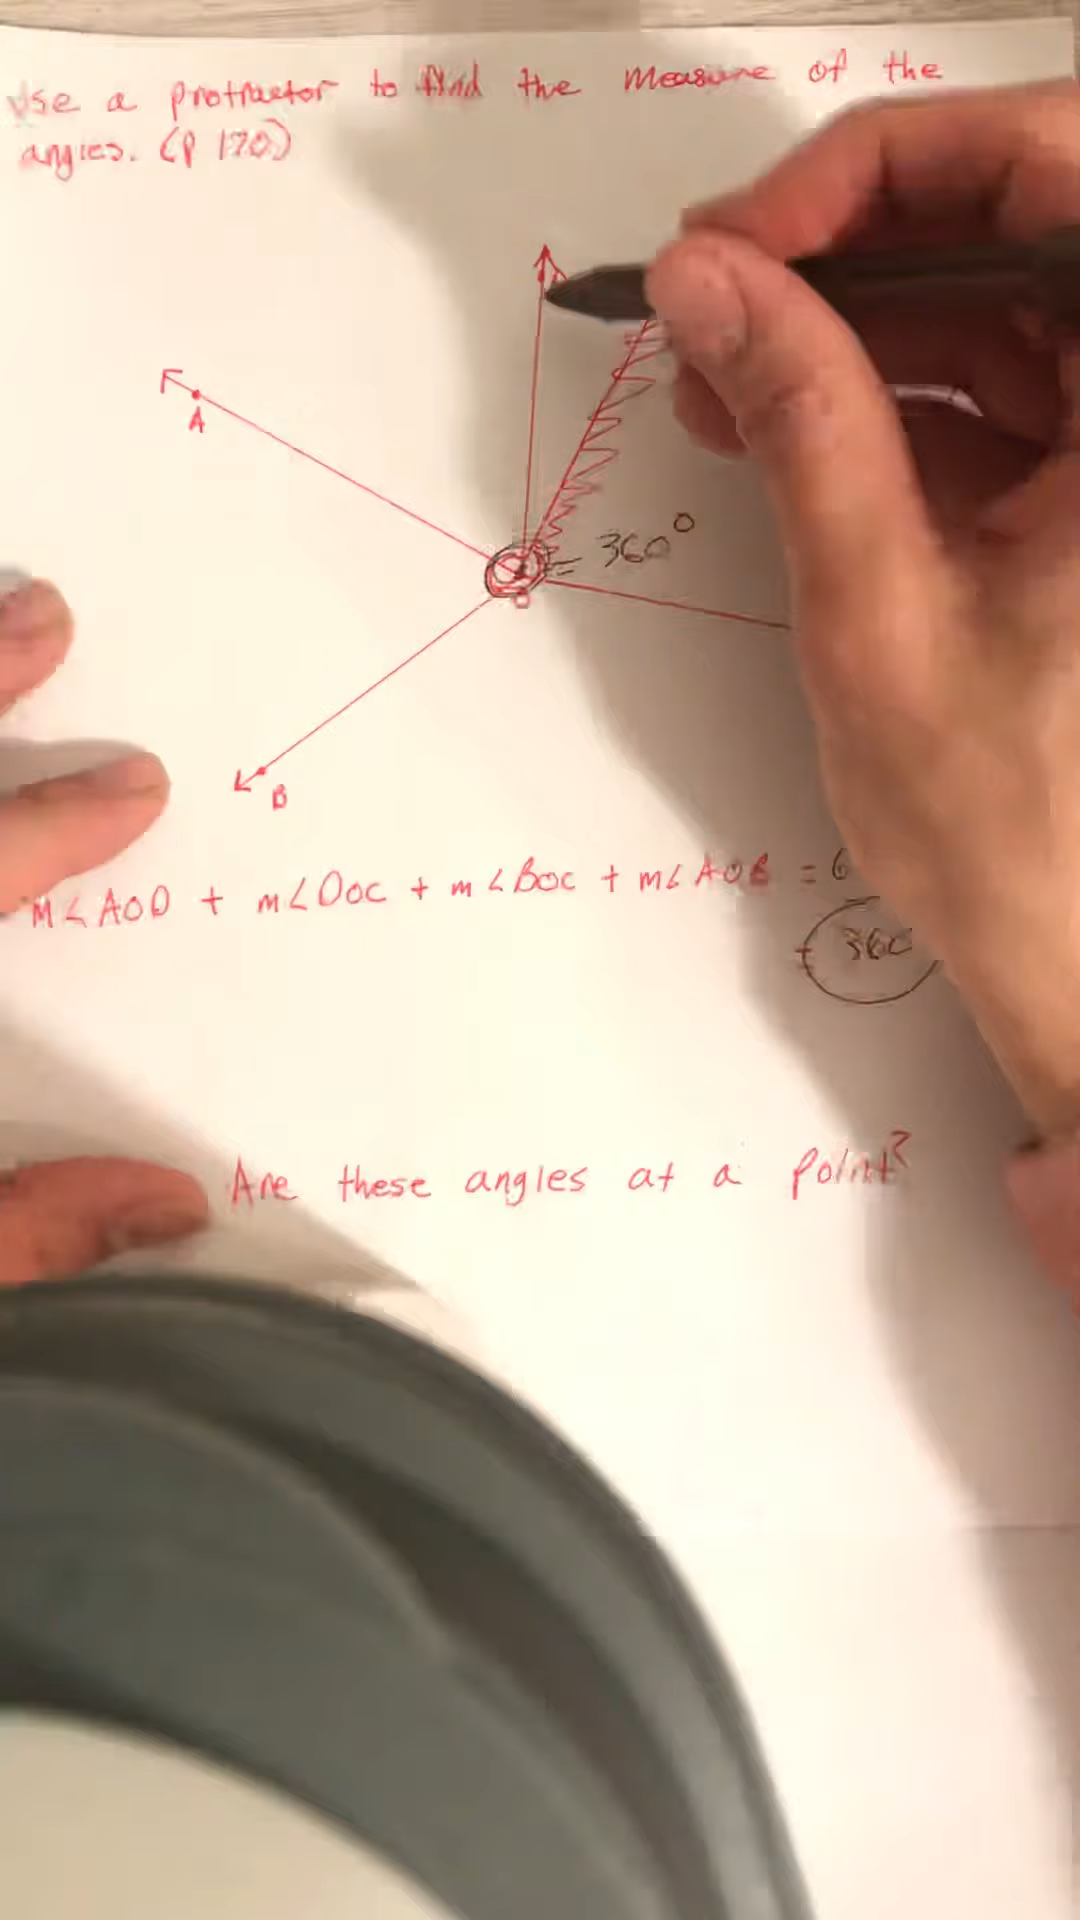 Use a protractor to find the measure of the
angles. (P 170)
A
= 360°
O
B
m∠AOD + m∠DOC + m∠BOC + m∠AOB = 6
360
Are these angles at a point?